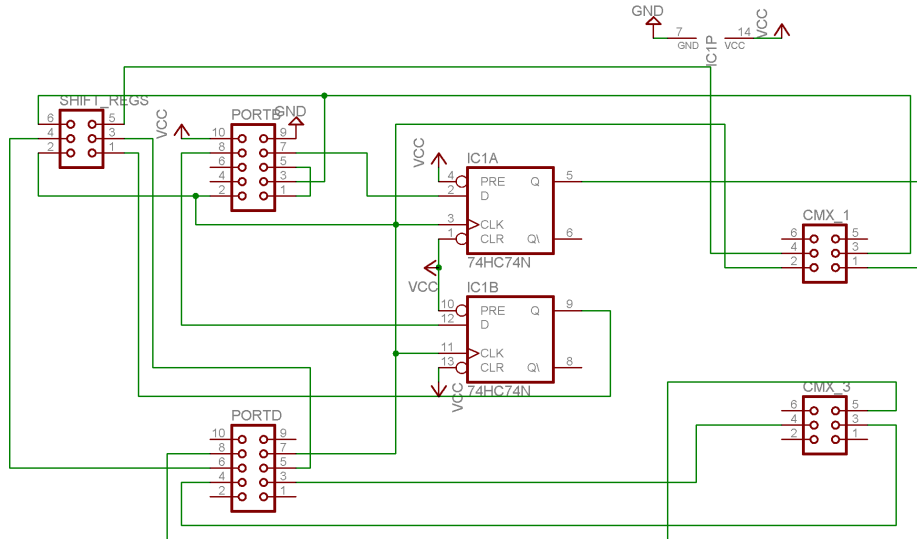 GND
7
GND
IC1P
14
VCC
VCC
SHIFT_REGS
6 5
4 3
2 1
VCC
PORTB
GND
10 9
8 7
6 5
4 3
2 1
VCC
IC1A
4 PRE Q 5
2 D
3 CLK
1 CLR Q\ 6
74HC74N
VCC
CMX_1
6 5
4 3
2 1
IC1B
10 PRE Q 9
12 D
11 CLK
13 CLR Q\ 8
74HC74N
VCC
CMX_3
6 5
4 3
2 1
PORTD
10 9
8 7
6 5
4 3
2 1